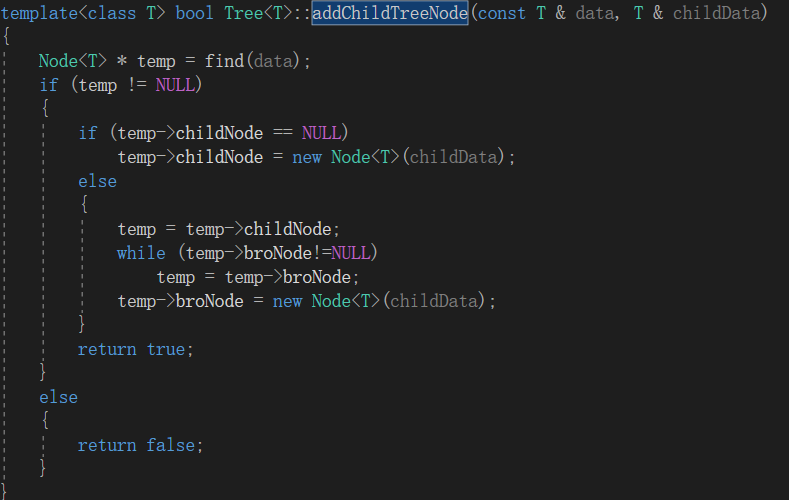 template<class T> bool Tree<T>::addChildTreeNode(const T & data, T & childData)
{
    Node<T> * temp = find(data);
    if (temp != NULL)
    {
        if (temp->childNode == NULL)
            temp->childNode = new Node<T>(childData);
        else
        {
            temp = temp->childNode;
            while (temp->broNode!=NULL)
                temp = temp->broNode;
            temp->broNode = new Node<T>(childData);
        }
        return true;
    }
    else
    {
        return false;
    }
}